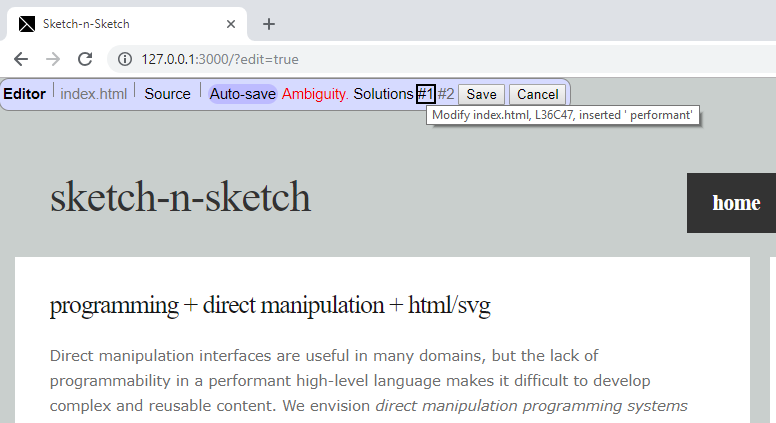 Sketch-n-Sketch
127.0.0.1:3000/?edit=true
Editor index.html Source Auto-save Ambiguity. Solutions #1 #2 Save Cancel
Modify index.html, L36C47, inserted ' performant'
sketch-n-sketch
home
programming + direct manipulation + html/svg
Direct manipulation interfaces are useful in many domains, but the lack of
programmability in a performant high-level language makes it difficult to develop
complex and reusable content. We envision direct manipulation programming systems